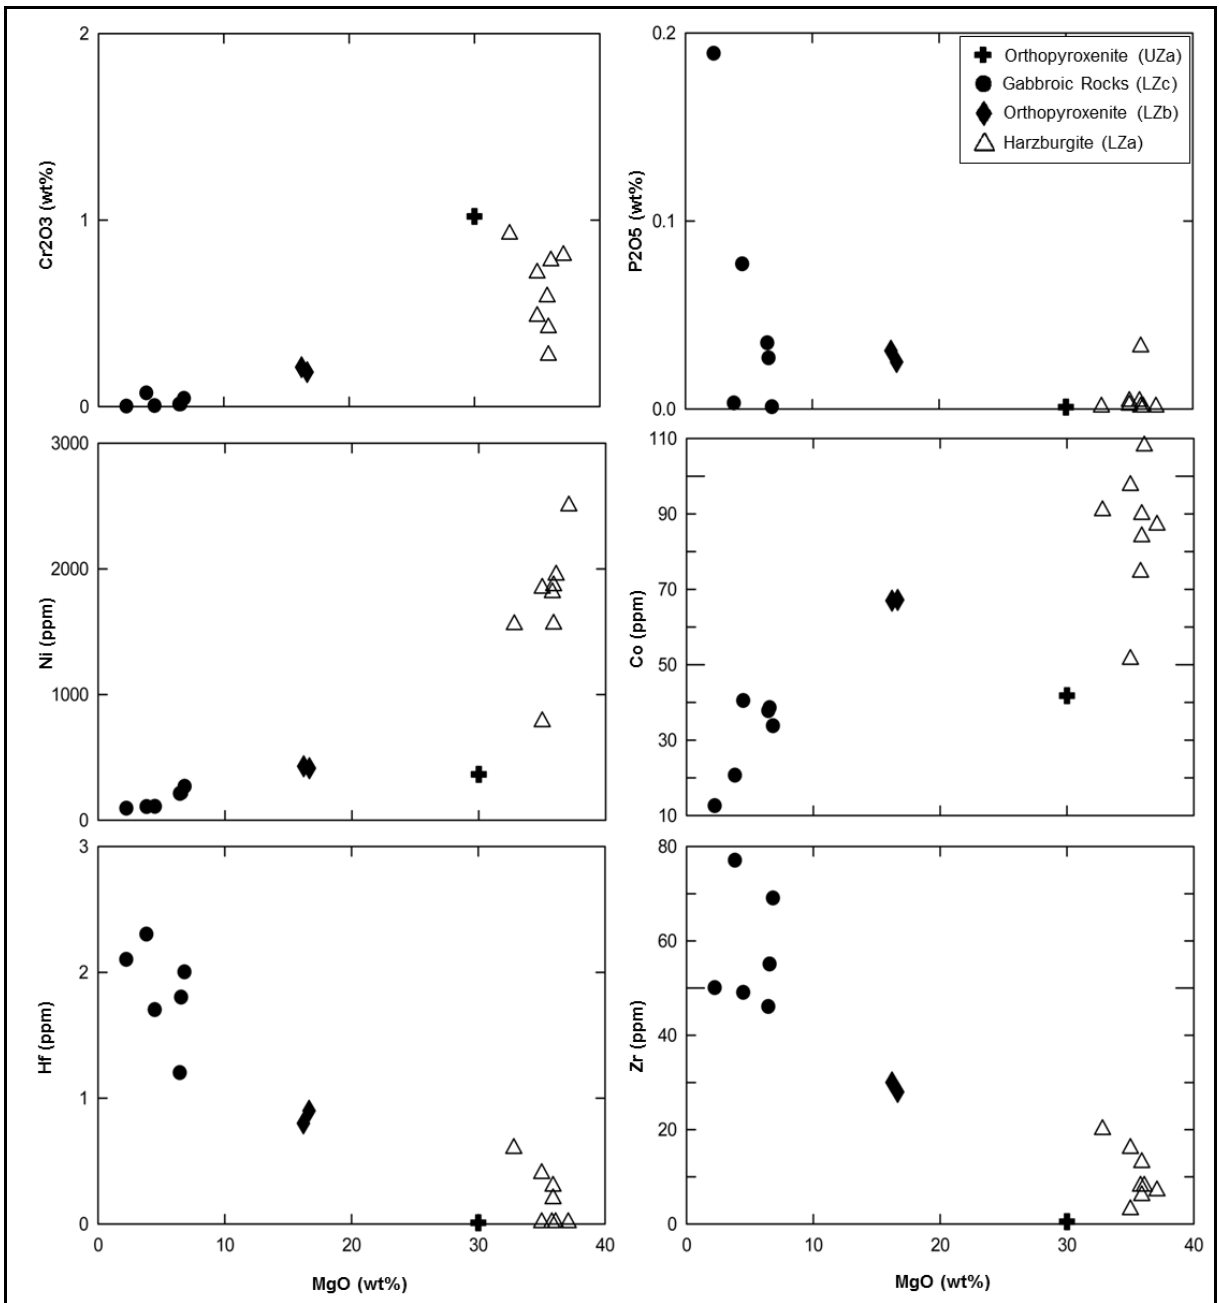 2
1
0
Cr2O3 (wt%)
0.2
0.1
0.0
P2O5 (wt%)
Orthopyroxenite (UZa)
Gabbroic Rocks (LZc)
Orthopyroxenite (LZb)
Harzburgite (LZa)
3000
2000
1000
0
Ni (ppm)
110
90
70
50
30
10
Co (ppm)
3
2
1
0
Hf (ppm)
0 10 20 30 40
MgO (wt%)
80
60
40
20
0
Zr (ppm)
0 10 20 30 40
MgO (wt%)